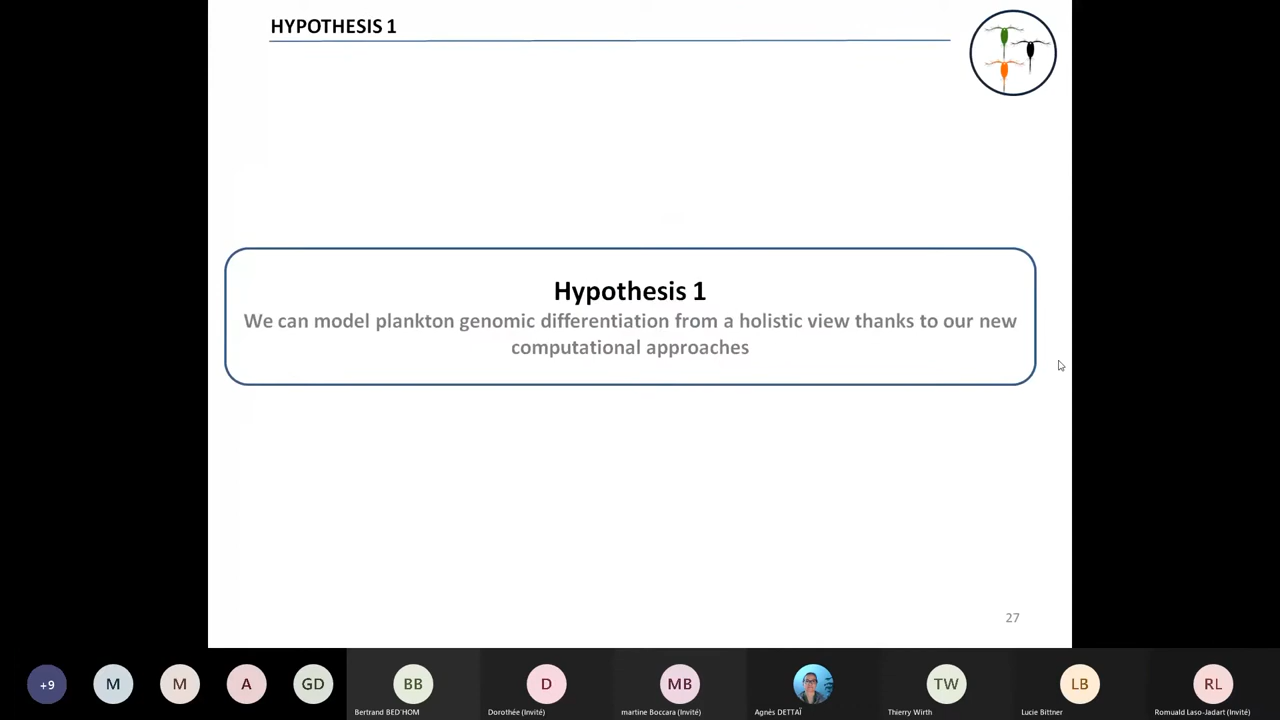 HYPOTHESIS 1
Hypothesis 1
We can model plankton genomic differentiation from a holistic view thanks to our new
computational approaches
27
+9
M
M
A
GD
BB
D
MB
TW
LB
RL
Bertrand BED'HOM
Dorothée (Invité)
martine Boccara (Invité)
Agnès DETTAÏ
Thierry Wirth
Lucie Bittner
Romuald Laso-Jadart (Invité)